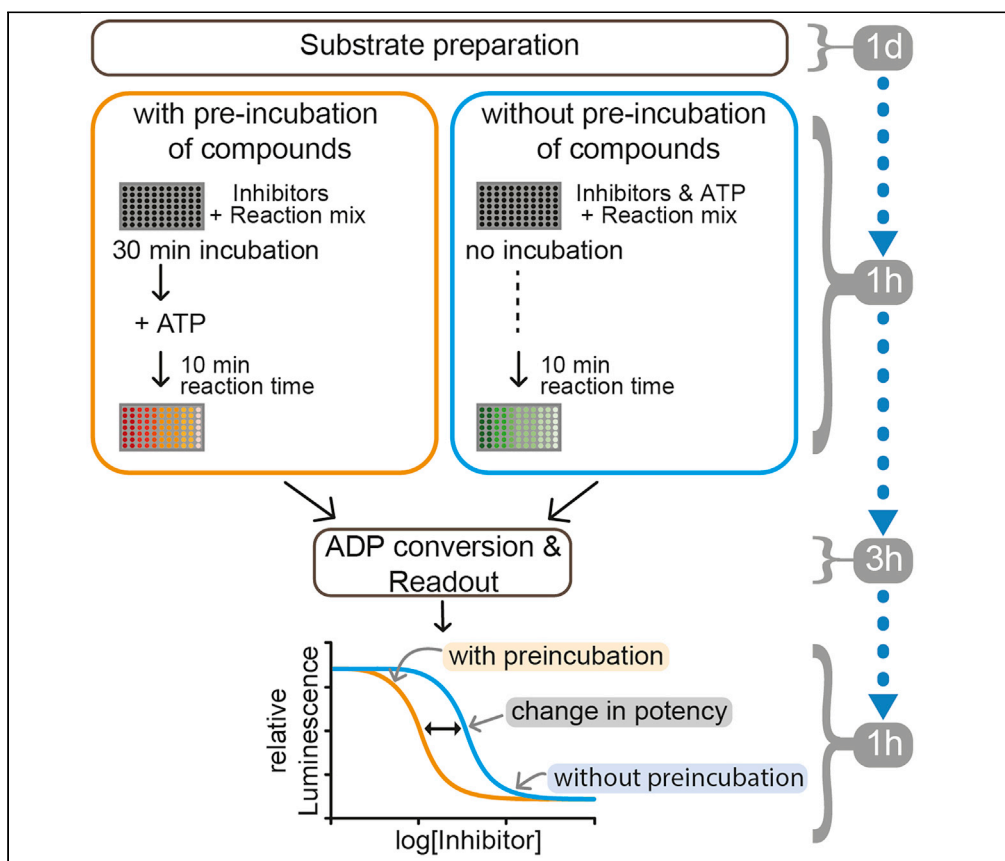 Substrate preparation
1d
with pre-incubation
of compounds
Inhibitors
+ Reaction mix
30 min incubation
+ ATP
10 min
reaction time
without pre-incubation
of compounds
Inhibitors & ATP
+ Reaction mix
no incubation
10 min
reaction time
1h
ADP conversion &
Readout
3h
relative
Luminescence
with preincubation
change in potency
without preincubation
log[Inhibitor]
1h